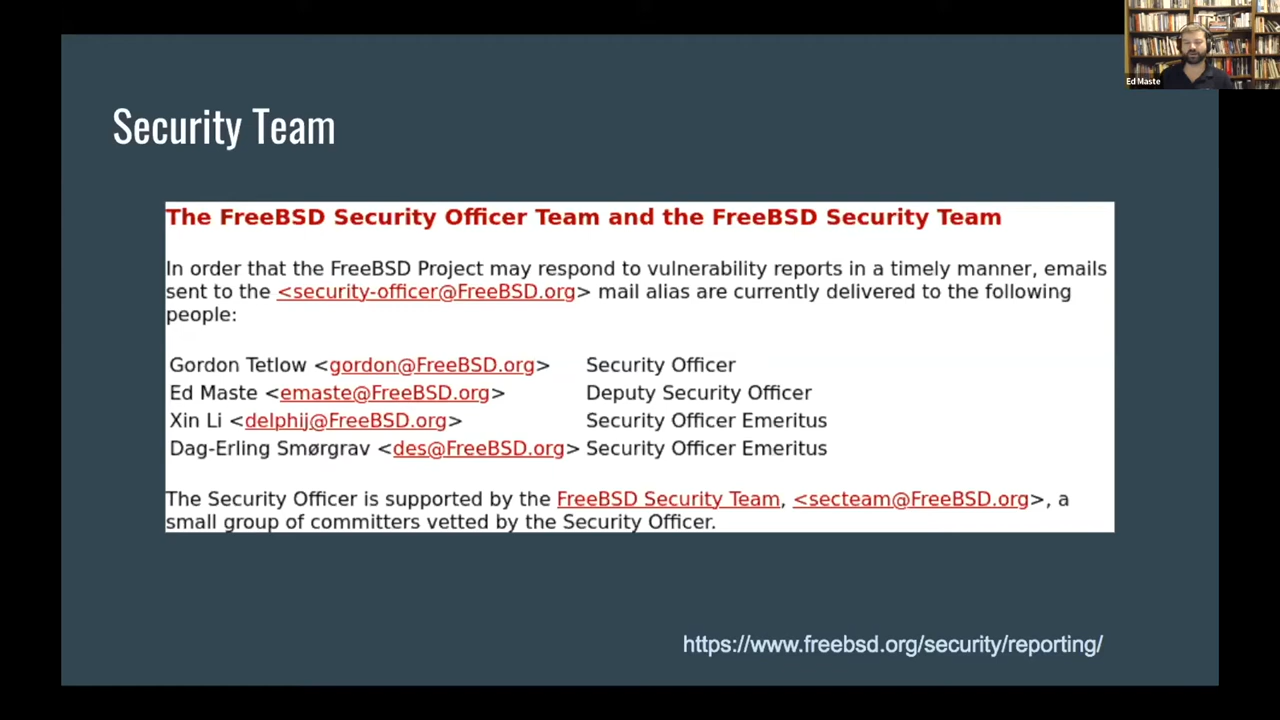 Ed Maste
Security Team
The FreeBSD Security Officer Team and the FreeBSD Security Team
In order that the FreeBSD Project may respond to vulnerability reports in a timely manner, emails
sent to the <security-officer@FreeBSD.org> mail alias are currently delivered to the following
people:
Gordon Tetlow <gordon@FreeBSD.org> Security Officer
Ed Maste <emaste@FreeBSD.org> Deputy Security Officer
Xin Li <delphij@FreeBSD.org> Security Officer Emeritus
Dag-Erling Smørgrav <des@FreeBSD.org> Security Officer Emeritus
The Security Officer is supported by the FreeBSD Security Team, <secteam@FreeBSD.org>, a
small group of committers vetted by the Security Officer.
https://www.freebsd.org/security/reporting/